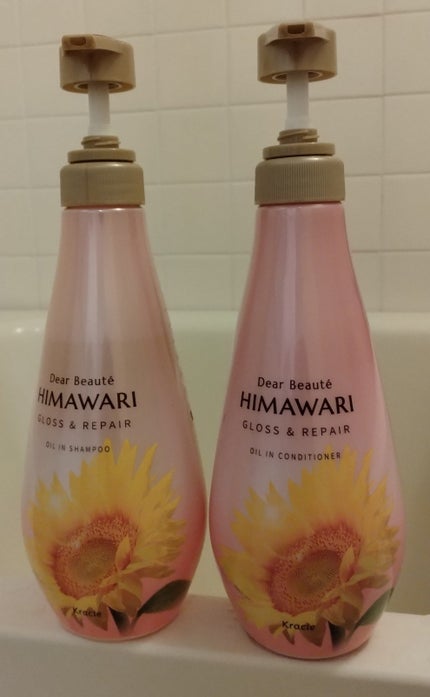 Dear Beauté
HIMAWARI
GLOSS & REPAIR
OIL IN SHAMPOO
Kracie
Dear Beauté
HIMAWARI
GLOSS & REPAIR
OIL IN CONDITIONER
Kracie